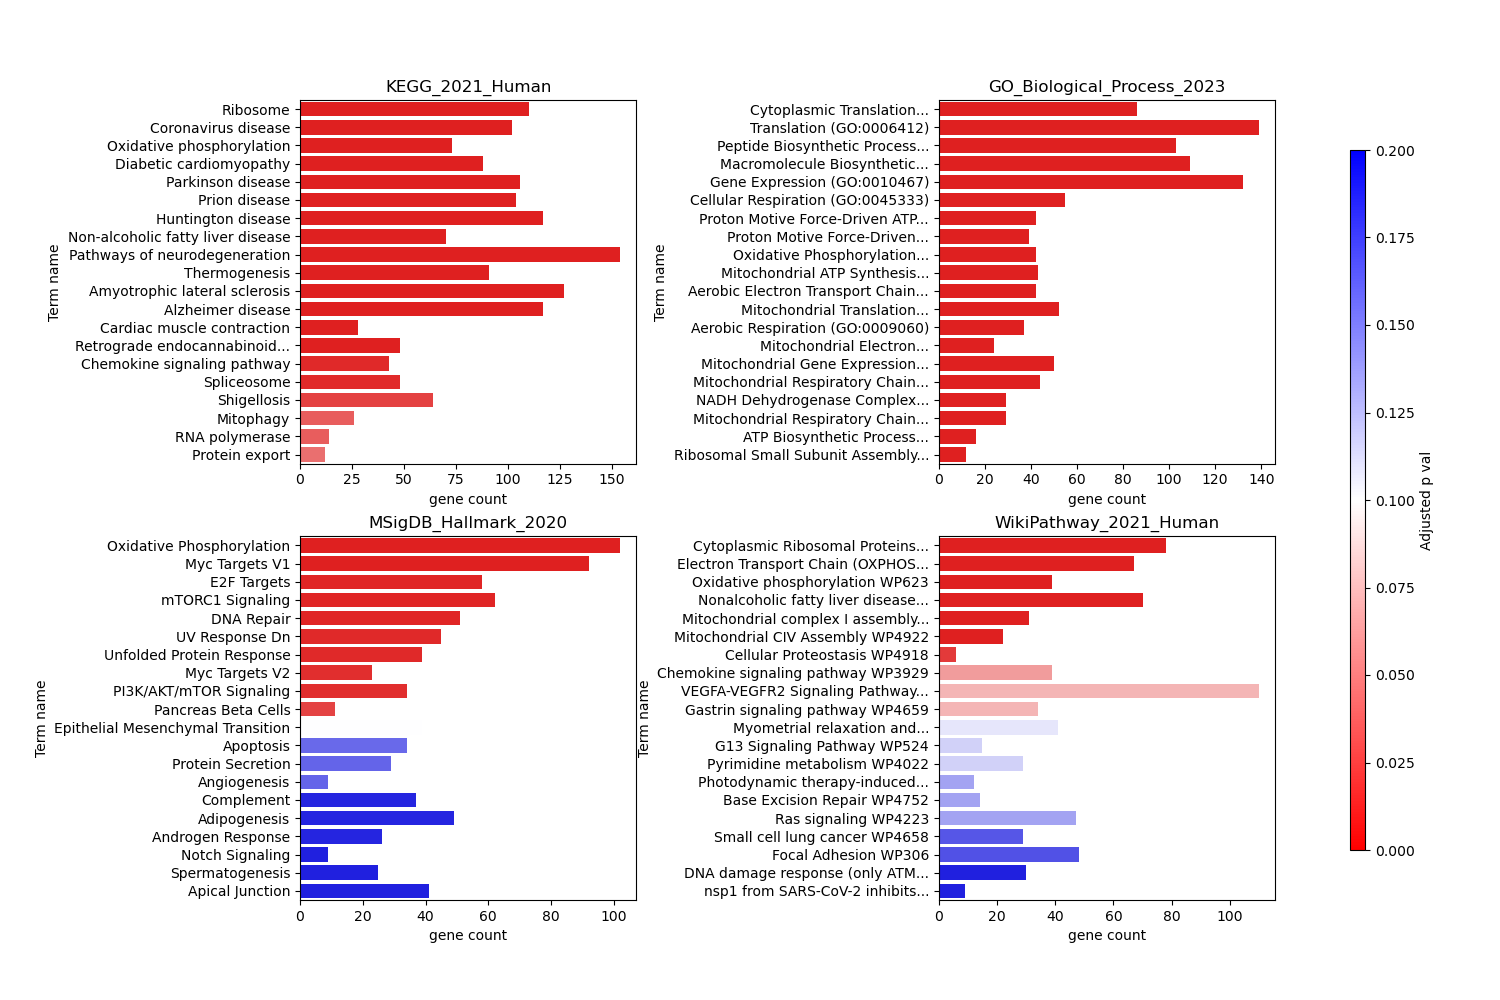 KEGG_2021_Human
Term name
Ribosome
Coronavirus disease
Oxidative phosphorylation
Diabetic cardiomyopathy
Parkinson disease
Prion disease
Huntington disease
Non-alcoholic fatty liver disease
Pathways of neurodegeneration
Thermogenesis
Amyotrophic lateral sclerosis
Alzheimer disease
Cardiac muscle contraction
Retrograde endocannabinoid...
Chemokine signaling pathway
Spliceosome
Shigellosis
Mitophagy
RNA polymerase
Protein export
0 25 50 75 100 125 150
gene count
GO_Biological_Process_2023
Term name
Cytoplasmic Translation...
Translation (GO:0006412)
Peptide Biosynthetic Process...
Macromolecule Biosynthetic...
Gene Expression (GO:0010467)
Cellular Respiration (GO:0045333)
Proton Motive Force-Driven ATP...
Proton Motive Force-Driven...
Oxidative Phosphorylation...
Mitochondrial ATP Synthesis...
Aerobic Electron Transport Chain...
Mitochondrial Translation...
Aerobic Respiration (GO:0009060)
Mitochondrial Electron...
Mitochondrial Gene Expression...
Mitochondrial Respiratory Chain...
NADH Dehydrogenase Complex...
Mitochondrial Respiratory Chain...
ATP Biosynthetic Process...
Ribosomal Small Subunit Assembly...
0 20 40 60 80 100 120 140
gene count
MSigDB_Hallmark_2020
Term name
Oxidative Phosphorylation
Myc Targets V1
E2F Targets
mTORC1 Signaling
DNA Repair
UV Response Dn
Unfolded Protein Response
Myc Targets V2
PI3K/AKT/mTOR Signaling
Pancreas Beta Cells
Epithelial Mesenchymal Transition
Apoptosis
Protein Secretion
Angiogenesis
Complement
Adipogenesis
Androgen Response
Notch Signaling
Spermatogenesis
Apical Junction
0 20 40 60 80 100
gene count
WikiPathway_2021_Human
Term name
Cytoplasmic Ribosomal Proteins...
Electron Transport Chain (OXPHOS...
Oxidative phosphorylation WP623
Nonalcoholic fatty liver disease...
Mitochondrial complex I assembly...
Mitochondrial CIV Assembly WP4922
Cellular Proteostasis WP4918
Chemokine signaling pathway WP3929
VEGFA-VEGFR2 Signaling Pathway...
Gastrin signaling pathway WP4659
Myometrial relaxation and...
G13 Signaling Pathway WP524
Pyrimidine metabolism WP4022
Photodynamic therapy-induced...
Base Excision Repair WP4752
Ras signaling WP4223
Small cell lung cancer WP4658
Focal Adhesion WP306
DNA damage response (only ATM...
nsp1 from SARS-CoV-2 inhibits...
0 20 40 60 80 100
gene count
0.200
0.175
0.150
0.125
0.100
0.075
0.050
0.025
0.000
Adjusted p val